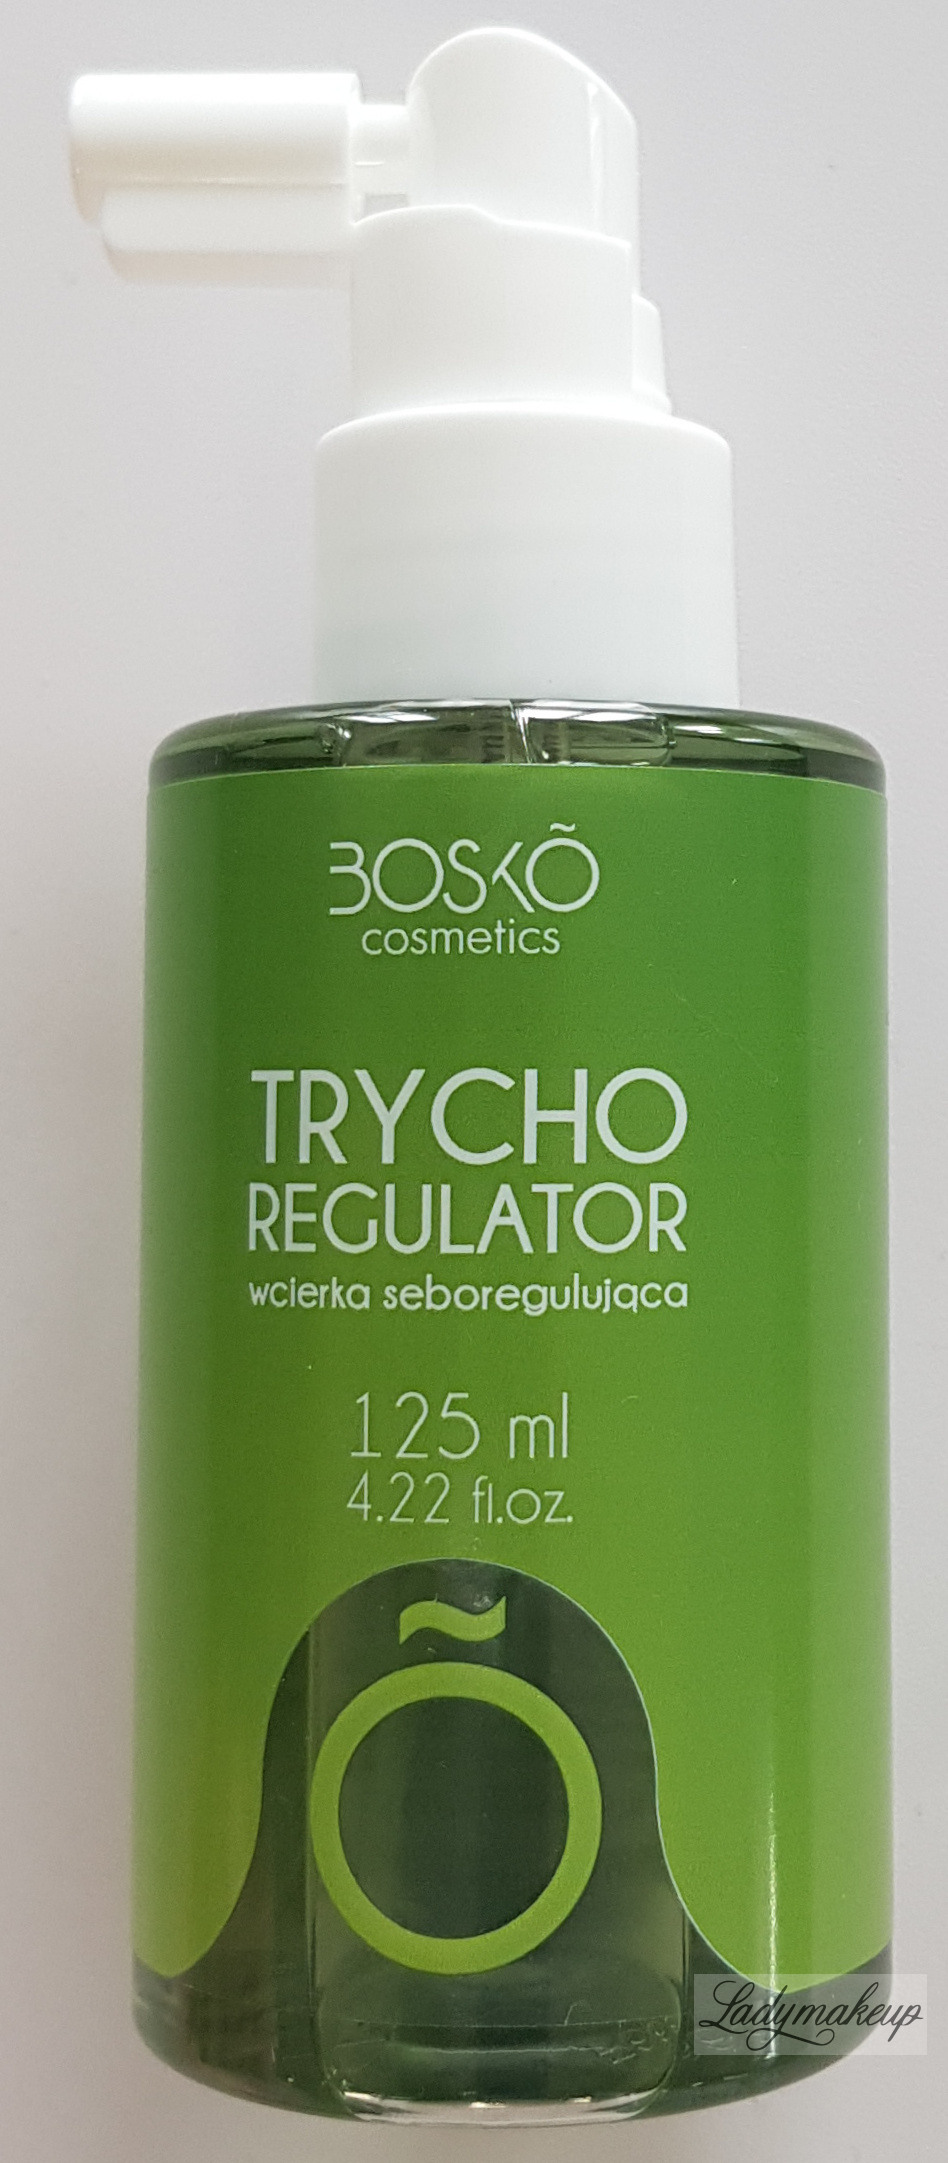 BOSKÕ
cosmetics
TRYCHO
REGULATOR
wcierka seboregulująca
125 ml
4.22 fl.oz.
Õ
Ladymakeup